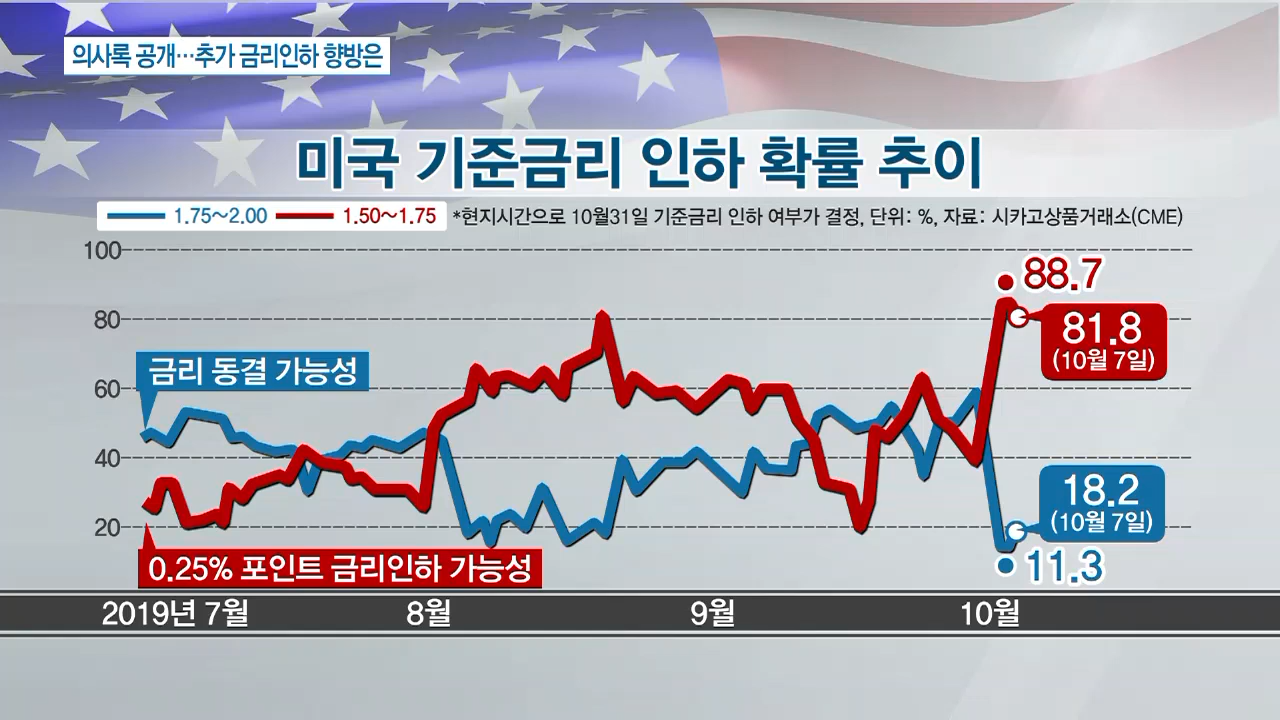 의사록 공개…추가 금리인하 향방은
미국 기준금리 인하 확률 추이
1.75~2.00 1.50~1.75 *현지시간으로 10월31일 기준금리 인하 여부가 결정, 단위: %, 자료: 시카고상품거래소(CME)
100
88.7
80
81.8
(10월 7일)
금리 동결 가능성
60
40
18.2
(10월 7일)
20
0.25% 포인트 금리인하 가능성
11.3
2019년 7월 8월 9월 10월